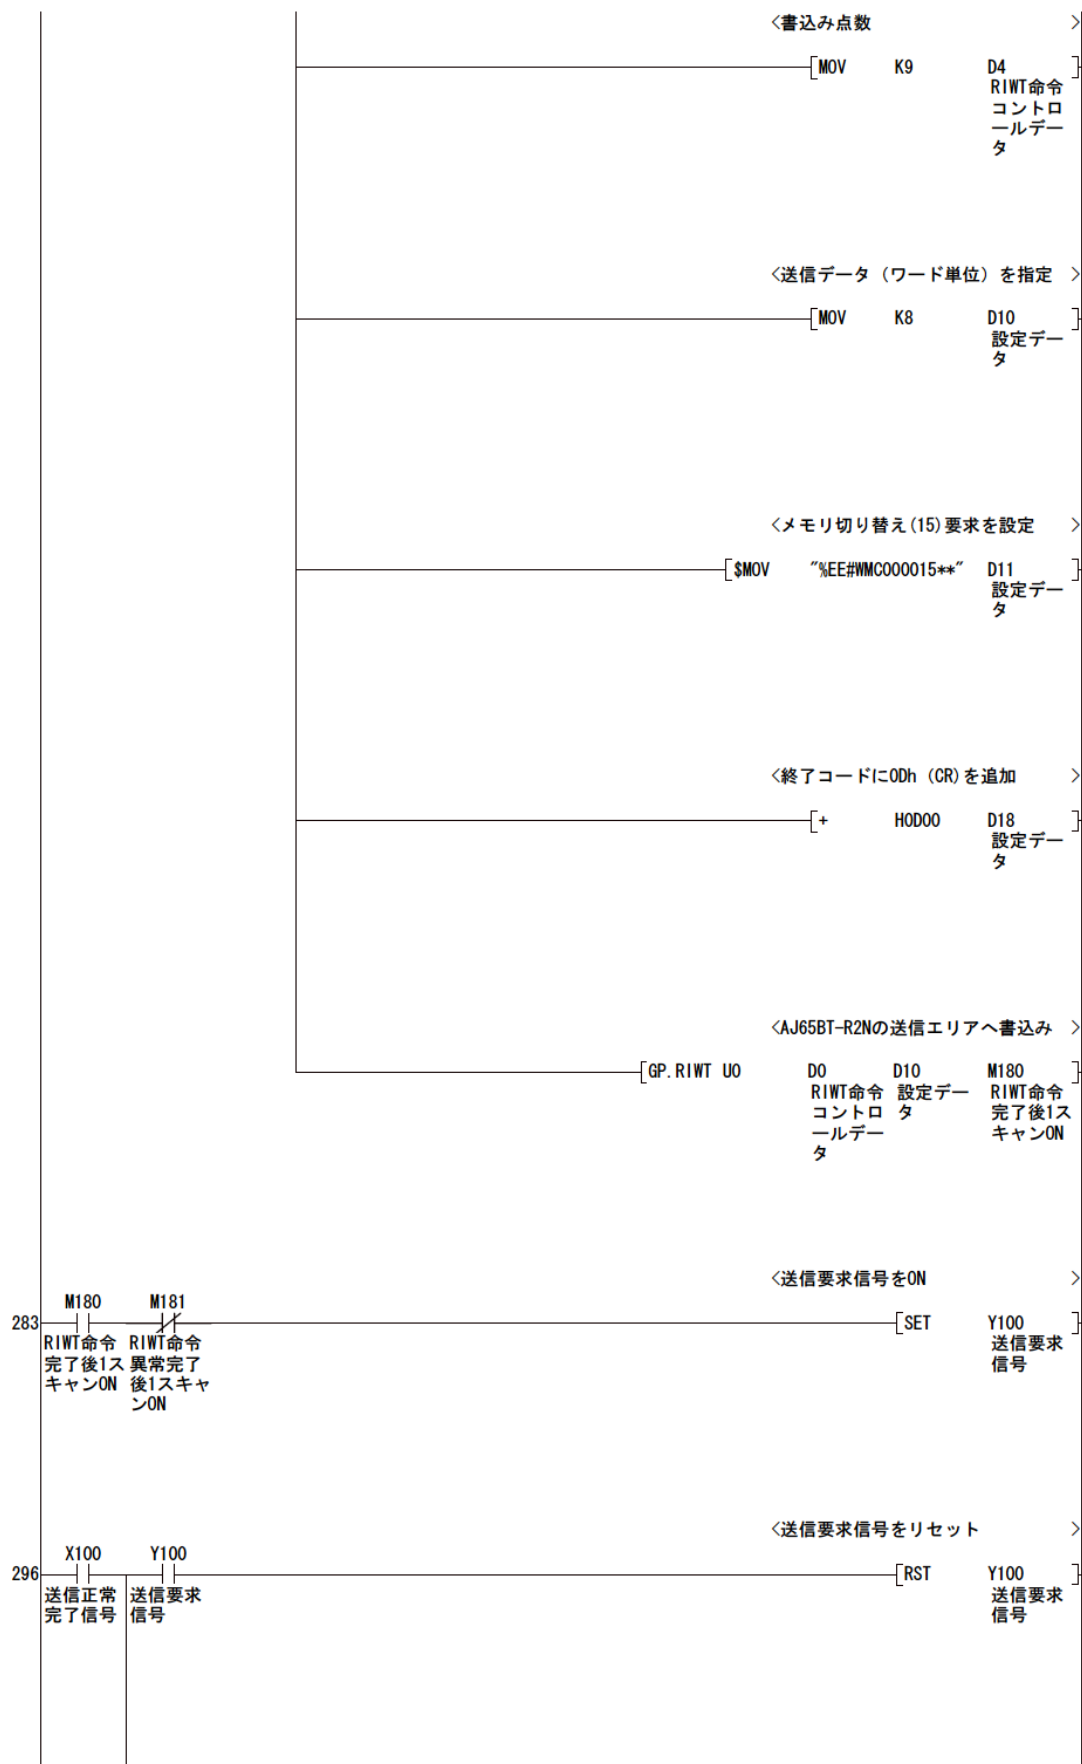 <書込み点数 >
[MOV K9 D4 ]
RIWT命令
コントロ
ールデー
タ
<送信データ（ワード単位）を指定 >
[MOV K8 D10 ]
設定デー
タ
<メモリ切り替え(15)要求を設定 >
[$MOV "%EE#WMC000015**" D11 ]
設定デー
タ
<終了コードに0Dh (CR)を追加 >
[+ H0D00 D18 ]
設定デー
タ
<AJ65BT-R2Nの送信エリアへ書込み >
[GP.RIWT U0 D0 D10 M180 ]
RIWT命令 設定デー RIWT命令
コントロ タ 完了後1ス
ールデー キャンON
タ
<送信要求信号をON >
M180 M181
283 [SET Y100 ]
RIWT命令 RIWT命令 送信要求
完了後1ス 異常完了 信号
キャンON 後1スキャ
ンON
<送信要求信号をリセット >
X100 Y100
296 [RST Y100 ]
送信正常 送信要求 送信要求
完了信号 信号 信号